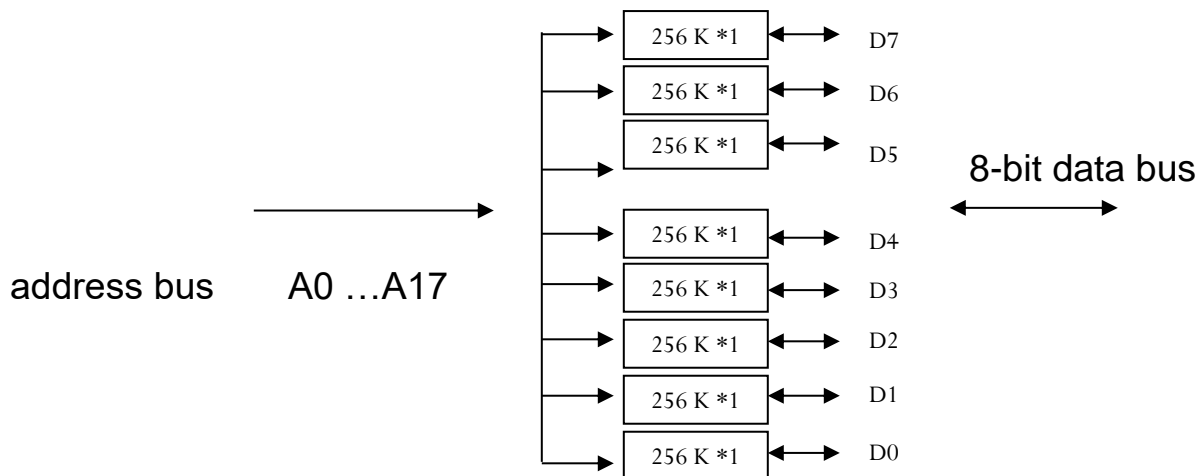 256 K *1 D7
256 K *1 D6
256 K *1 D5
8-bit data bus
256 K *1 D4
address bus A0 …A17
256 K *1 D3
256 K *1 D2
256 K *1 D1
256 K *1 D0